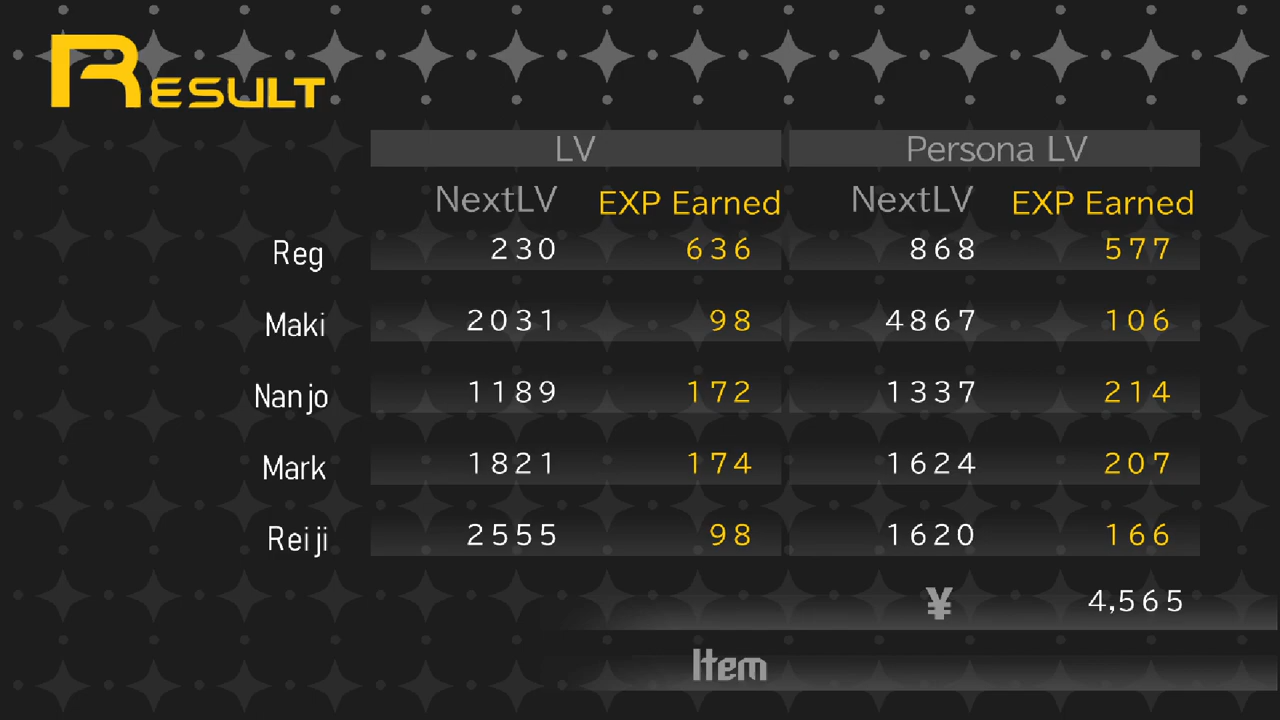 RESULT
LV Persona LV
NextLV EXP Earned NextLV EXP Earned
Reg 230 636 868 577
Maki 2031 98 4867 106
Nanjo 1189 172 1337 214
Mark 1821 174 1624 207
Reiji 2555 98 1620 166
¥ 4,565
Item